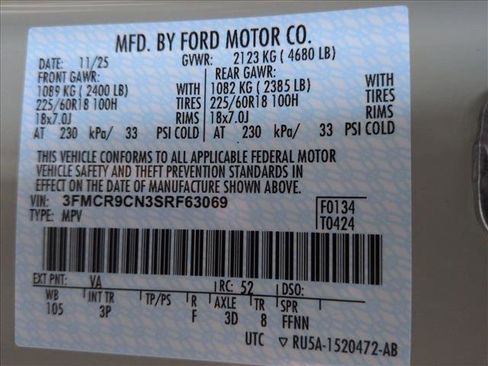 MFD. BY FORD MOTOR CO.
DATE: 11/25 GVWR: 2123 KG ( 4680 LB)
FRONT GAWR: REAR GAWR:
1089 KG ( 2400 LB) WITH 1082 KG ( 2385 LB) WITH
225/60R18 100H TIRES 225/60R18 100H TIRES
18x7.0J RIMS 18x7.0J RIMS
AT 230 kPa/ 33 PSI COLD AT 230 kPa/ 33 PSI COLD
THIS VEHICLE CONFORMS TO ALL APPLICABLE FEDERAL MOTOR
VEHICLE SAFETY AND THEFT PREVENTION STANDARDS
IN EFFECT ON THE DATE OF MANUFACTURE SHOWN ABOVE.
VIN: 3FMCR9CN3SRF63069 F0134
TYPE: MPV T0424
EXT PNT: VA RC: 52 DSO:
WB INT TR TP/PS R AXLE TR SPR
105 3P F 3D 8 FFNN
UTC ▽ RU5A-1520472-AB